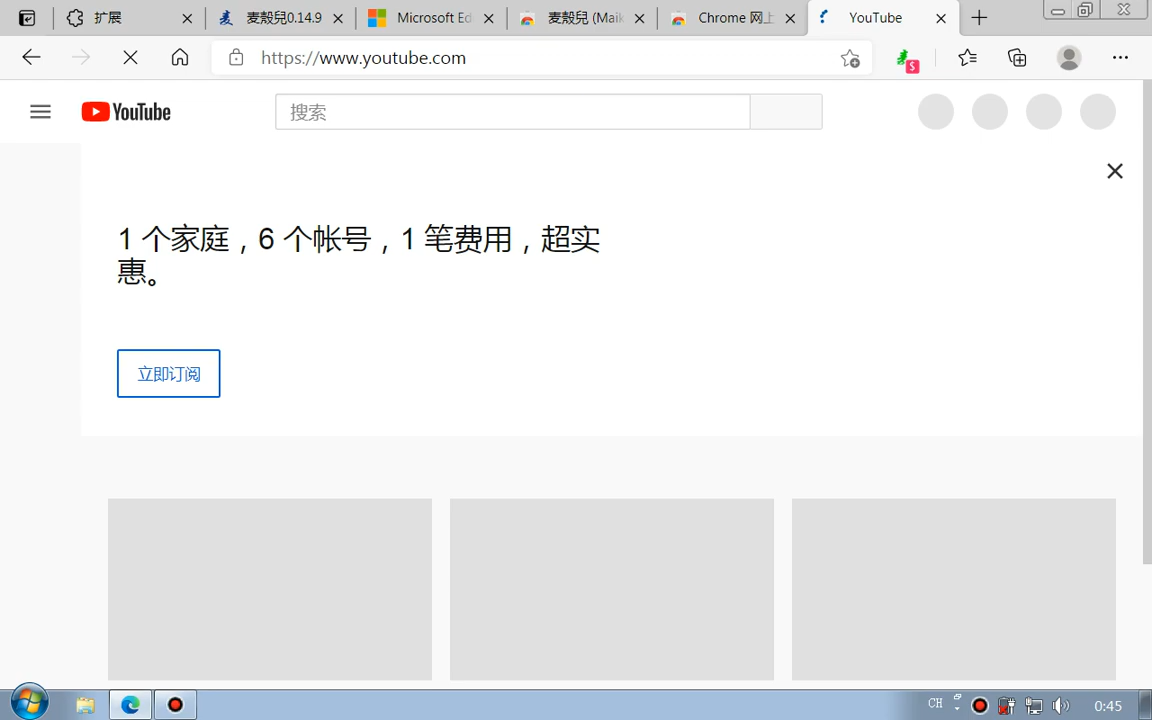 扩展
麦殼兒0.14.9
Microsoft Ed
麦殼兒 (Maik
Chrome 网上
YouTube
https://www.youtube.com
$
YouTube
搜索
1 个家庭，6 个帐号，1 笔费用，超实
惠。
立即订阅
CH
0:45